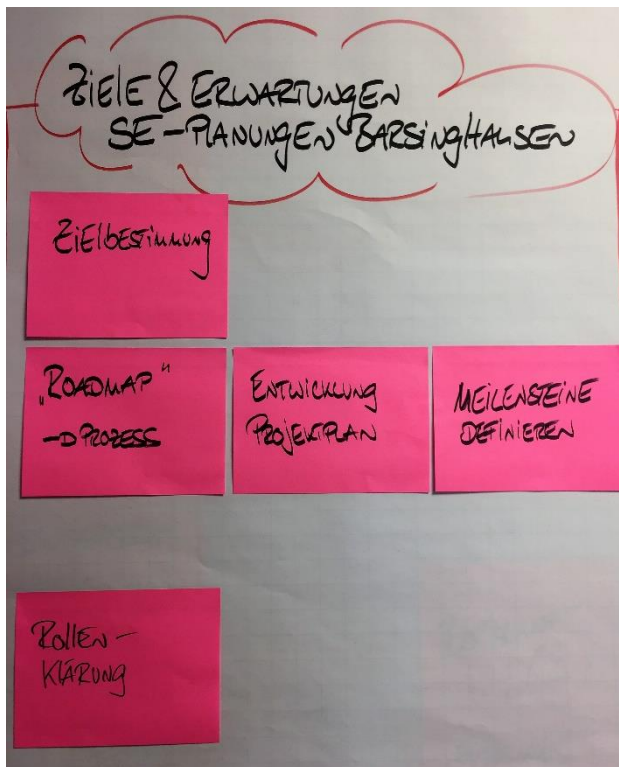 ZIELE & ERWARTUNGEN
SE-PLANUNGEN BARSINGHAUSEN
ZIELBESTIMMUNG
„ROADMAP“
→ PROZESS
ENTWICKLUNG
PROJEKTPLAN
MEILENSTEINE
DEFINIEREN
ROLLEN-
KLÄRUNG